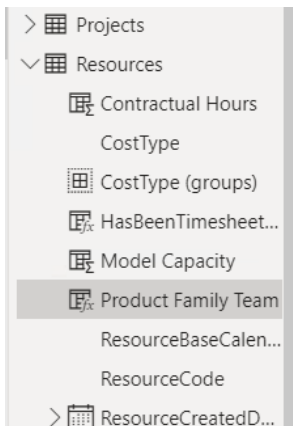 Projects
Resources
Contractual Hours
CostType
CostType (groups)
HasBeenTimesheet...
Model Capacity
Product Family Team
ResourceBaseCalen...
ResourceCode
ResourceCreatedD...